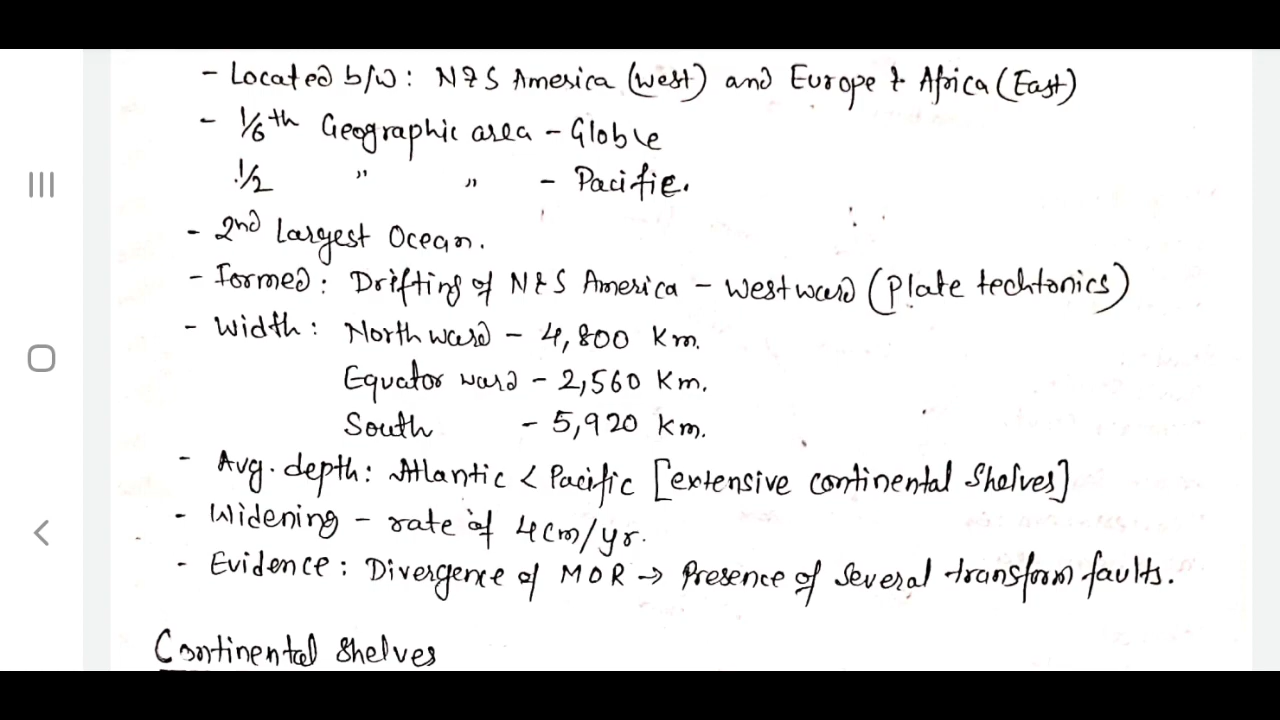 - Located b/w: N & S America (west) and Europe & Africa (East)
- 1/6th Geographic area - Globle
1/2 " " - Pacific.
- 2nd Largest Ocean.
- Formed: Drifting of N & S America - westward (Plate techtonics)
- Width: Northward - 4,800 Km.
Equator ward - 2,560 Km.
South - 5,920 Km.
- Avg. depth: Atlantic < Pacific [extensive continental Shelves]
- Widening - rate of 4cm/yr.
- Evidence: Divergence of MOR → Presence of Several transform faults.
Continental Shelves